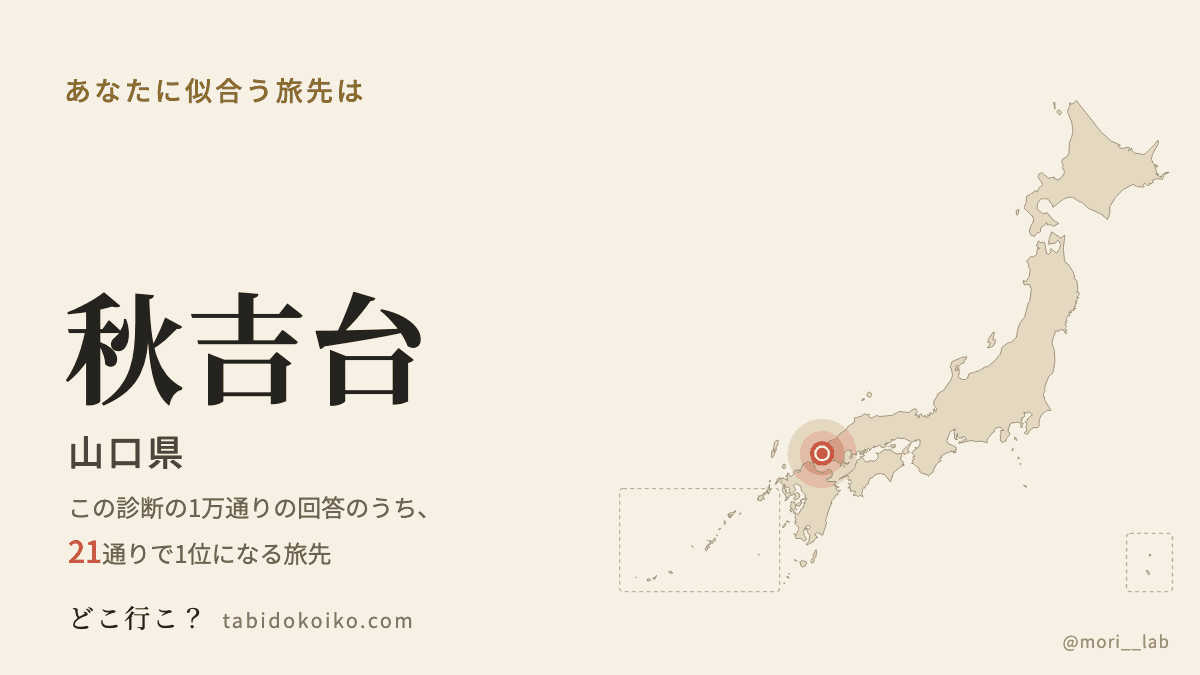 あなたに似合う旅先は
秋吉台
山口県
この診断の1万通りの回答のうち、
21通りで1位になる旅先
どこ行こ？ tabidokoiko.com
@mori__lab